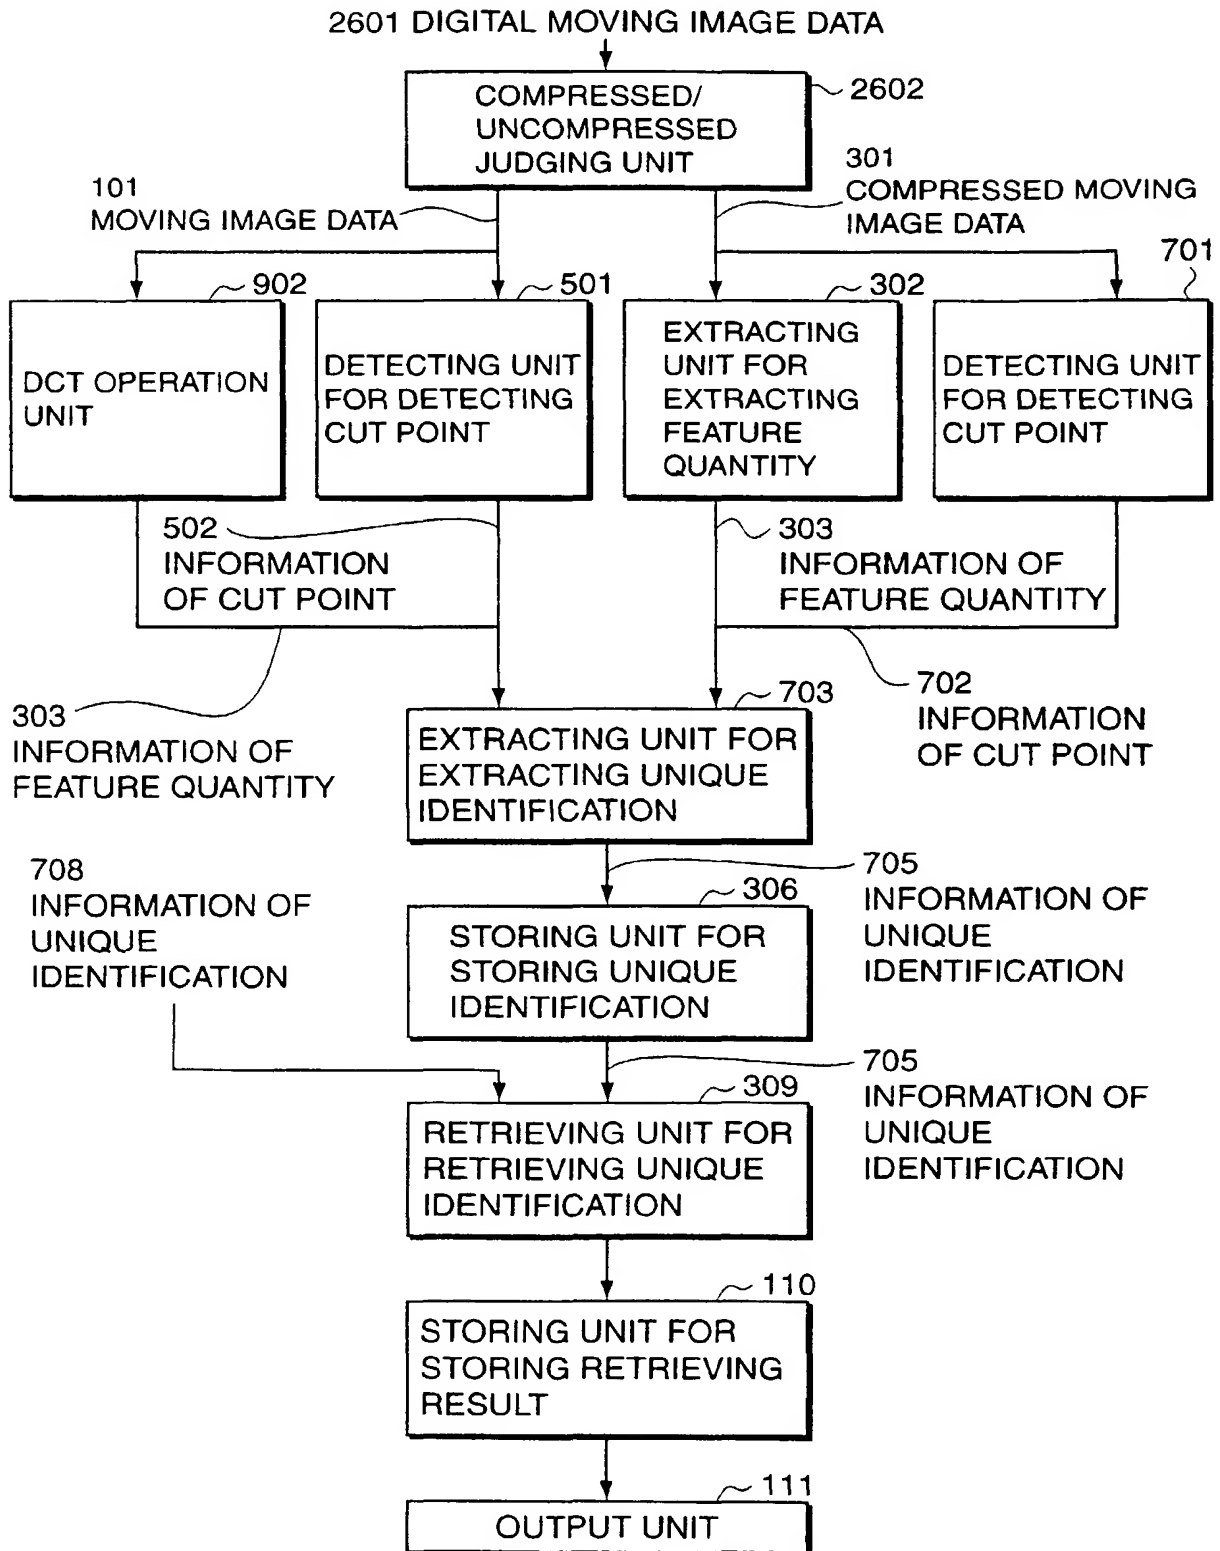 2601 DIGITAL MOVING IMAGE DATA
COMPRESSED/
UNCOMPRESSED
JUDGING UNIT
2602
101
MOVING IMAGE DATA
301
COMPRESSED MOVING
IMAGE DATA
902
DCT OPERATION
UNIT
501
DETECTING UNIT
FOR DETECTING
CUT POINT
302
EXTRACTING
UNIT FOR
EXTRACTING
FEATURE
QUANTITY
701
DETECTING UNIT
FOR DETECTING
CUT POINT
502
INFORMATION
OF CUT POINT
303
INFORMATION OF
FEATURE QUANTITY
303
INFORMATION OF
FEATURE QUANTITY
702
INFORMATION
OF CUT POINT
703
EXTRACTING UNIT FOR
EXTRACTING UNIQUE
IDENTIFICATION
705
INFORMATION OF
UNIQUE
IDENTIFICATION
708
INFORMATION OF
UNIQUE
IDENTIFICATION
306
STORING UNIT FOR
STORING UNIQUE
IDENTIFICATION
705
INFORMATION OF
UNIQUE
IDENTIFICATION
309
RETRIEVING UNIT FOR
RETRIEVING UNIQUE
IDENTIFICATION
110
STORING UNIT FOR
STORING RETRIEVING
RESULT
111
OUTPUT UNIT